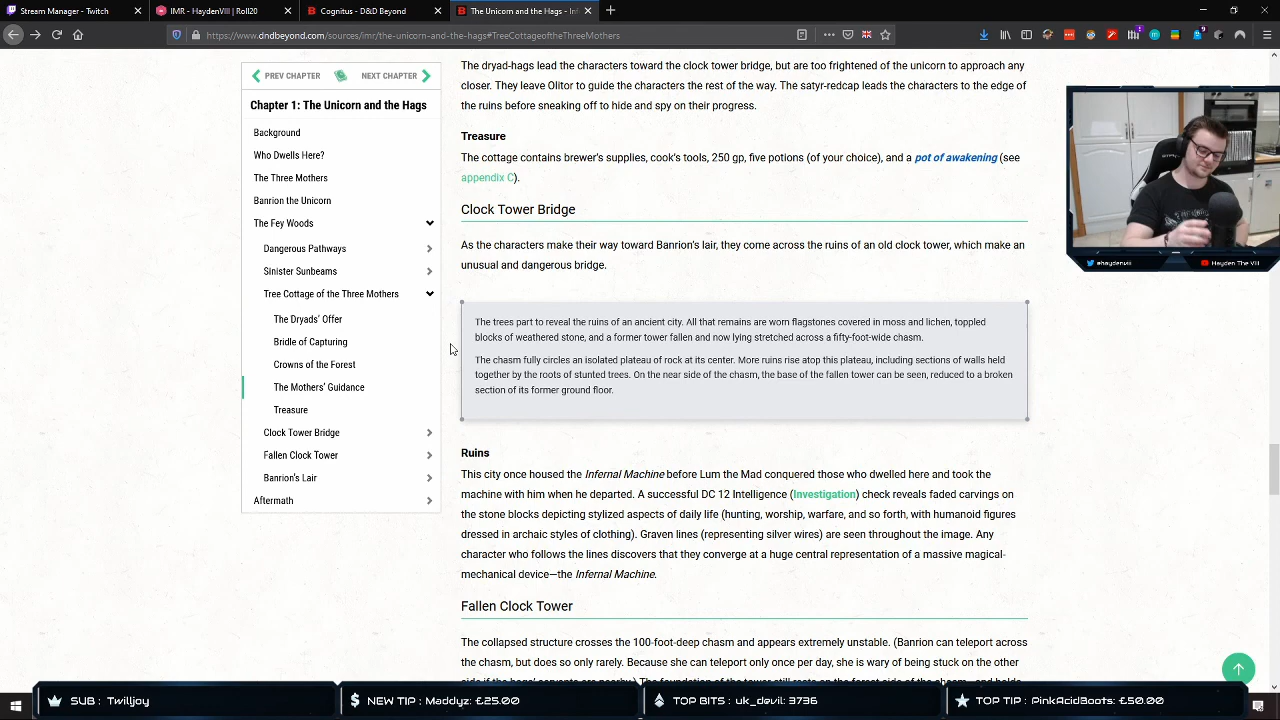 Stream Manager - Twitch
IMR - HaydenVIII | Roll20
Cognitus - D&D Beyond
The Unicorn and the Hags - Inf
https://www.dndbeyond.com/sources/imr/the-unicorn-and-the-hags#TreeCottageoftheThreeMothers
PREV CHAPTER
NEXT CHAPTER
Chapter 1: The Unicorn and the Hags
Background
Who Dwells Here?
The Three Mothers
Banrion the Unicorn
The Fey Woods
Dangerous Pathways
Sinister Sunbeams
Tree Cottage of the Three Mothers
The Dryads' Offer
Bridle of Capturing
Crowns of the Forest
The Mothers' Guidance
Treasure
Clock Tower Bridge
Fallen Clock Tower
Banrion's Lair
Aftermath
The dryad-hags lead the characters toward the clock tower bridge, but are too frightened of the unicorn to approach any
closer. They leave Olitor to guide the characters the rest of the way. The satyr-redcap leads the characters to the edge of
the ruins before sneaking off to hide and spy on their progress.
Treasure
The cottage contains brewer's supplies, cook's tools, 250 gp, five potions (of your choice), and a pot of awakening (see
appendix C).
Clock Tower Bridge
As the characters make their way toward Banrion's lair, they come across the ruins of an old clock tower, which make an
unusual and dangerous bridge.
The trees part to reveal the ruins of an ancient city. All that remains are worn flagstones covered in moss and lichen, toppled
blocks of weathered stone, and a former tower fallen and now lying stretched across a fifty-foot-wide chasm.
The chasm fully circles an isolated plateau of rock at its center. More ruins rise atop this plateau, including sections of walls held
together by the roots of stunted trees. On the near side of the chasm, the base of the fallen tower can be seen, reduced to a broken
section of its former ground floor.
Ruins
This city once housed the Infernal Machine before Lum the Mad conquered those who dwelled here and took the
machine with him when he departed. A successful DC 12 Intelligence (Investigation) check reveals faded carvings on
the stone blocks depicting stylized aspects of daily life (hunting, worship, warfare, and so forth, with humanoid figures
dressed in archaic styles of clothing). Graven lines (representing silver wires) are seen throughout the image. Any
character who follows the lines discovers that they converge at a huge central representation of a massive magical-
mechanical device—the Infernal Machine.
Fallen Clock Tower
The collapsed structure crosses the 100-foot-deep chasm and appears extremely unstable. (Banrion can teleport across
the chasm, but does so only rarely. Because she can teleport only once per day, she is wary of being stuck on the other
@haydenviii
Hayden The VIII
SUB : Twilljoy
NEW TIP : Maddyz: £25.00
TOP BITS : uk_devil: 3736
TOP TIP : PinkAcidBoots: £50.00